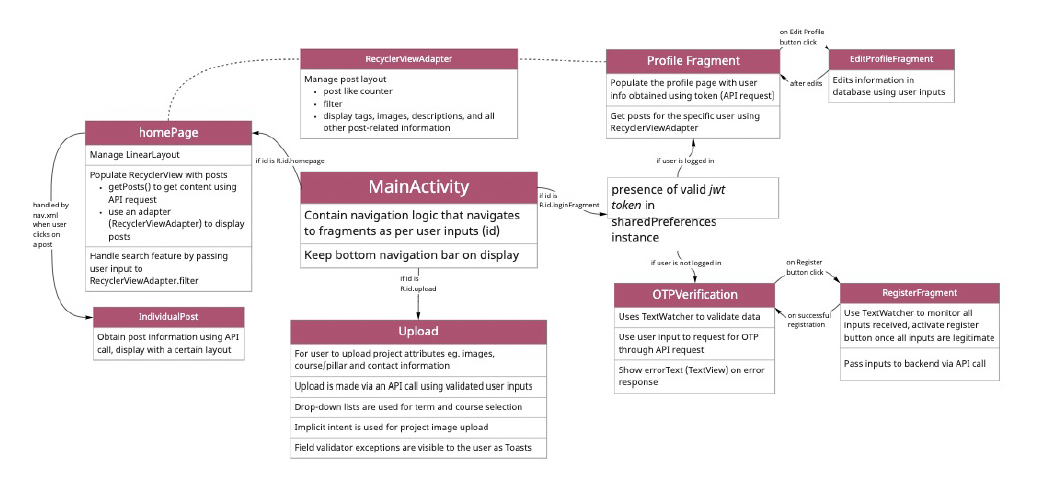 on Edit Profile
button click
RecyclerViewAdapter
Manage post layout
• post like counter
• filter
• display tags, images, descriptions, and all
other post-related information
Profile Fragment
Populate the profile page with user
info obtained using token (API request)
Get posts for the specific user using
RecyclerViewAdapter
after edits
EditProfileFragment
Edits information in
database using user inputs
homePage
Manage LinearLayout
Populate RecyclerView with posts
• getPosts() to get content using
API request
• use an adapter
(RecyclerViewAdapter) to display
posts
Handle search feature by passing
user input to
RecyclerViewAdapter.filter
if id is R.id.homepage
handled by
nav.xml
when user
clicks on
a post
MainActivity
Contain navigation logic that navigates
to fragments as per user inputs (id)
Keep bottom navigation bar on display
if id is
R.id.loginFragment
if user is logged in
presence of valid jwt
token in
sharedPreferences
instance
if user is not logged in
if id is
R.id.upload
IndividualPost
Obtain post information using API
call, display with a certain layout
Upload
For user to upload project attributes eg. images,
course/pillar and contact information
Upload is made via an API call using validated user inputs
Drop-down lists are used for term and course selection
Implicit intent is used for project image upload
Field validator exceptions are visible to the user as Toasts
OTPVerification
Uses TextWatcher to validate data
Use user input to request for OTP
through API request
Show errorText (TextView) on error
response
on Register
button click
on successful
registration
RegisterFragment
Use TextWatcher to monitor all
inputs received, activate register
button once all inputs are legitimate
Pass inputs to backend via API call